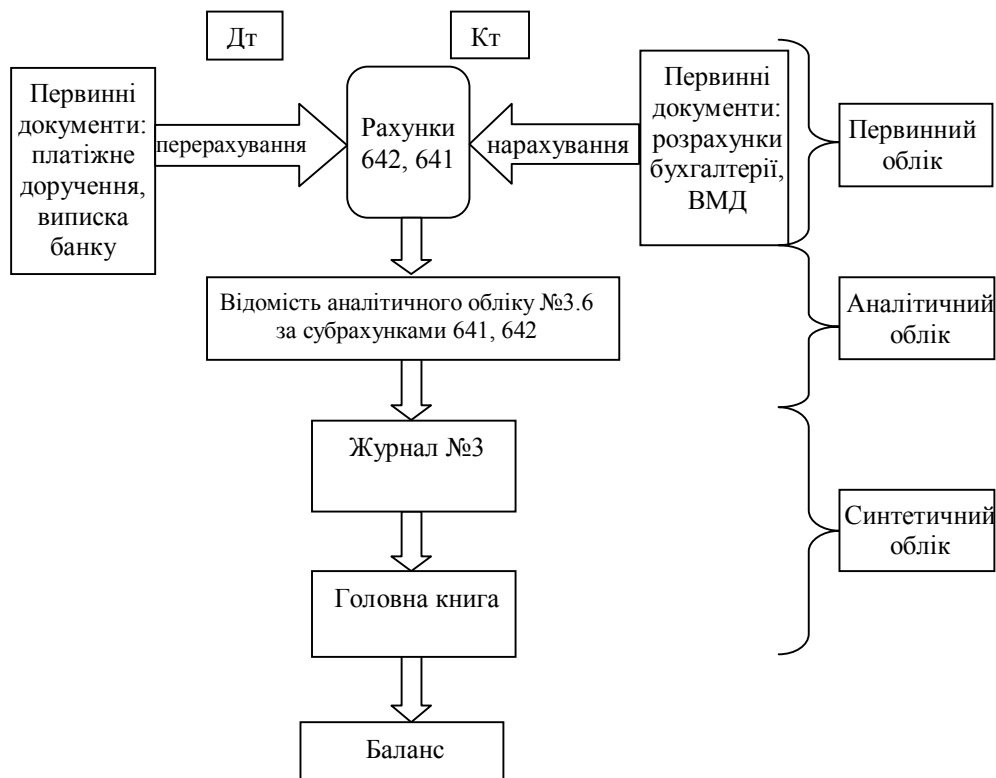 Дт
Кт
Первинні
документи:
платіжне
доручення,
виписка
банку
перерахування
Рахунки
642, 641
нарахування
Первинні
документи:
розрахунки
бухгалтерії,
ВМД
Первинний
облік
Відомість аналітичного обліку №3.6
за субрахунками 641, 642
Аналітичний
облік
Журнал №3
Синтетичний
облік
Головна книга
Баланс